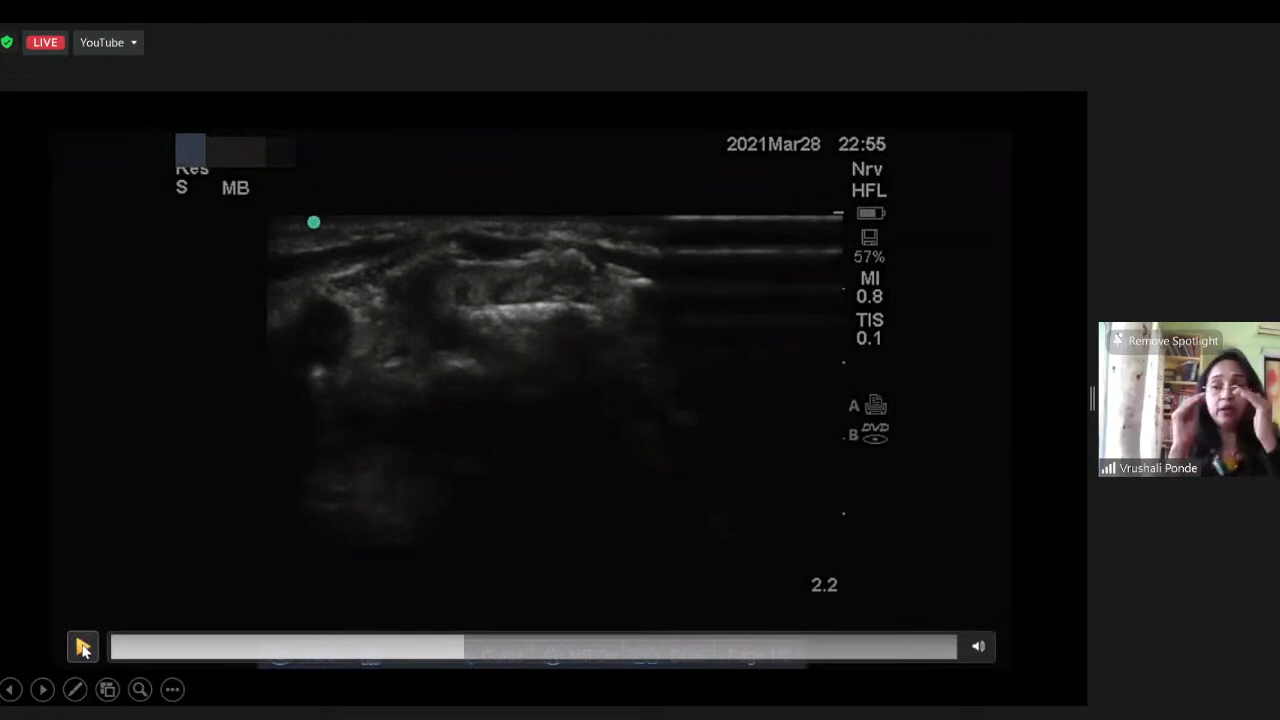 LIVE
YouTube
2021Mar28 22:55
Res
S MB
Nrv
HFL
57%
MI
0.8
TIS
0.1
A
B DVD
2.2
Remove Spotlight
Vrushali Ponde